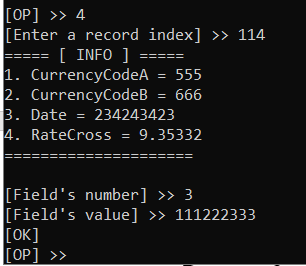 [OP] >> 4
[Enter a record index] >> 114
===== [ INFO ] =====
1. CurrencyCodeA = 555
2. CurrencyCodeB = 666
3. Date = 234243423
4. RateCross = 9.35332
=====================
[Field's number] >> 3
[Field's value] >> 111222333
[OK]
[OP] >>